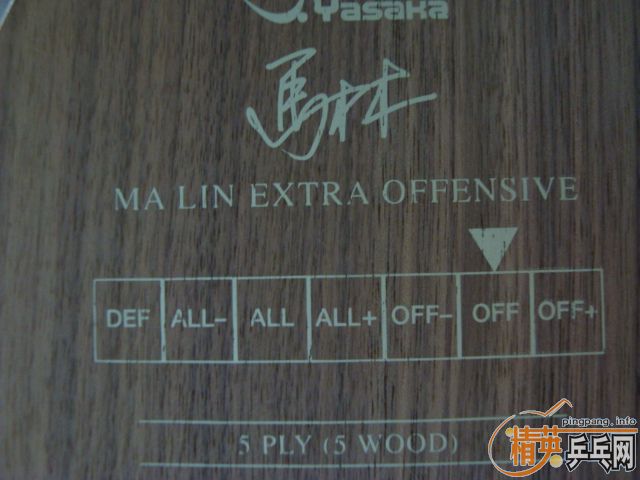 Yasaka
馬林
MA LIN EXTRA OFFENSIVE
DEF ALL- ALL ALL+ OFF- OFF OFF+
5 PLY (5 WOOD)
pingpang.info
精英乒乓网